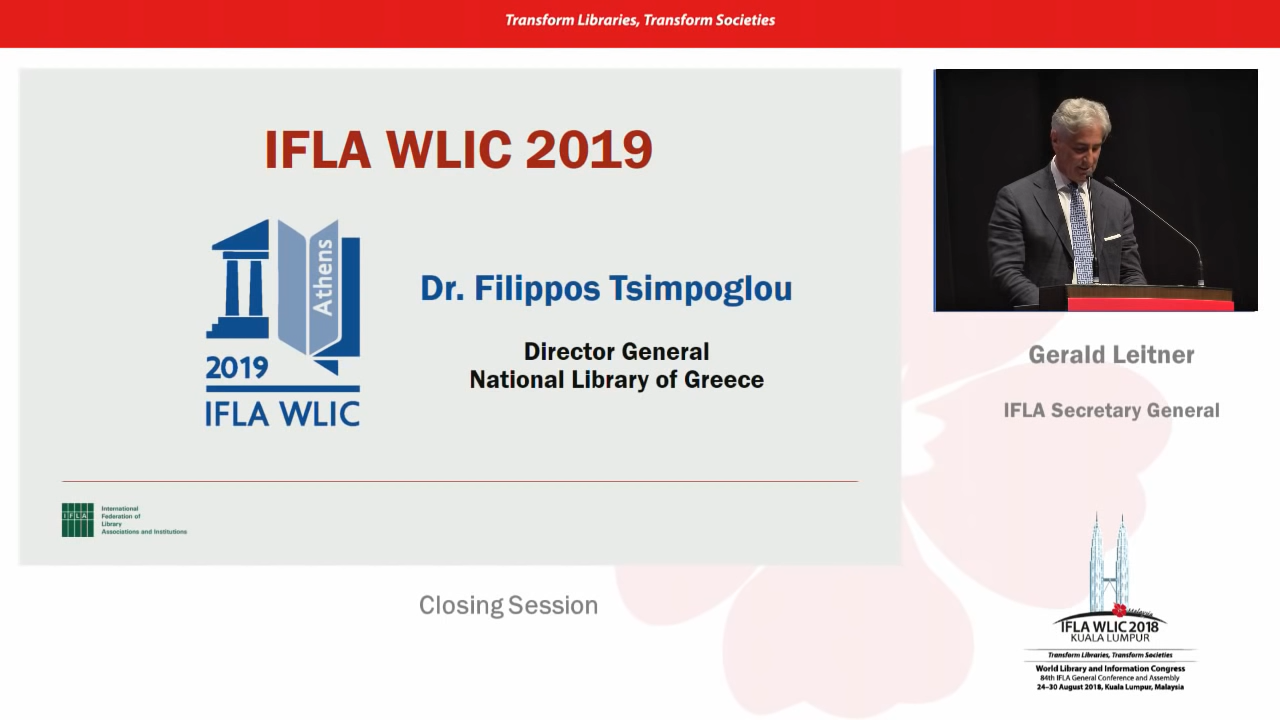 Transform Libraries, Transform Societies
IFLA WLIC 2019
Athens
2019
IFLA WLIC
Dr. Filippos Tsimpoglou
Director General
National Library of Greece
IFLA
International
Federation of
Library
Associations and Institutions
Closing Session
Gerald Leitner
IFLA Secretary General
Malaysia
IFLA WLIC 2018
KUALA LUMPUR
Transform Libraries, Transform Societies
World Library and Information Congress
84th IFLA General Conference and Assembly
24–30 August 2018, Kuala Lumpur, Malaysia